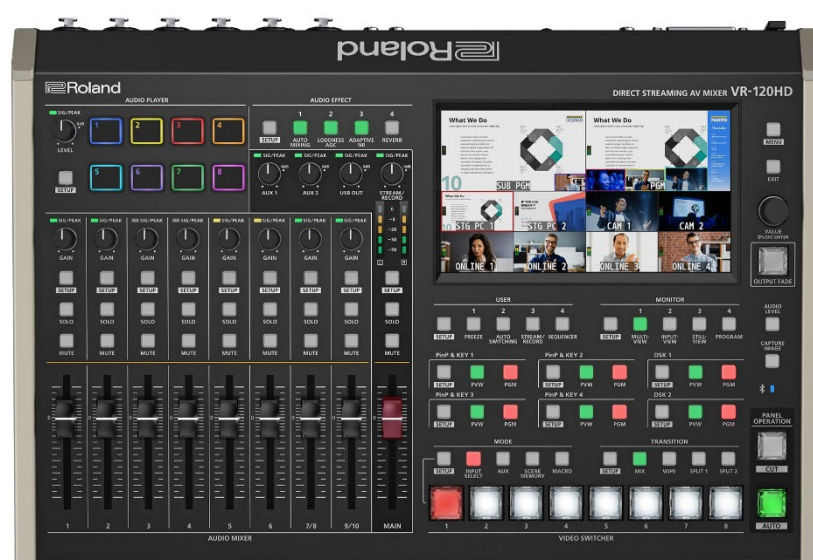 Roland
Roland
DIRECT STREAMING AV MIXER VR-120HD
AUDIO PLAYER
AUDIO EFFECT
SIG/PEAK
LEVEL
SETUP
1
2
3
4
5
6
7
8
1
2
3
4
SETUP
AUTO MIXING
LOUDNESS AGC
ADAPTIVE NR
REVERB
SIG/PEAK
SIG/PEAK
SIG/PEAK
SIG/PEAK
AUX 1
AUX 2
USB OUT
STREAM/
RECORD
What We Do
What We Do
10
SUB PGM
PGM
STG PC 1
STG PC 2
CAM 1
CAM 2
ONLINE 1
ONLINE 2
ONLINE 3
ONLINE 4
MENU
EXIT
VALUE
(PUSH) ENTER
OUTPUT FADE
AUDIO
LEVEL
CAPTURE
IMAGE
SIG/PEAK SIG/PEAK SIG/PEAK SIG/PEAK SIG/PEAK SIG/PEAK SIG/PEAK SIG/PEAK
GAIN GAIN GAIN GAIN GAIN GAIN GAIN GAIN
SETUP SETUP SETUP SETUP SETUP SETUP SETUP SETUP SETUP
SOLO SOLO SOLO SOLO SOLO SOLO SOLO SOLO SOLO
MUTE MUTE MUTE MUTE MUTE MUTE MUTE MUTE MUTE
1 2 3 4 5 6 7/8 9/10 MAIN
AUDIO MIXER
USER
1 2 3 4
SETUP FREEZE AUTO SWITCHING STREAM/ RECORD SEQUENCER
MONITOR
1 2 3 4
SETUP MULTI-VIEW INPUT-VIEW STILL-VIEW PROGRAM
PinP & KEY 1
SETUP PVW PGM
PinP & KEY 2
SETUP PVW PGM
DSK 1
SETUP PVW PGM
PinP & KEY 3
SETUP PVW PGM
PinP & KEY 4
SETUP PVW PGM
DSK 2
SETUP PVW PGM
MODE
SETUP INPUT SELECT AUX SCENE MEMORY MACRO
TRANSITION
SETUP MIX WIPE SPLIT 1 SPLIT 2
1 2 3 4 5 6 7 8
VIDEO SWITCHER
PANEL
OPERATION
CUT
AUTO